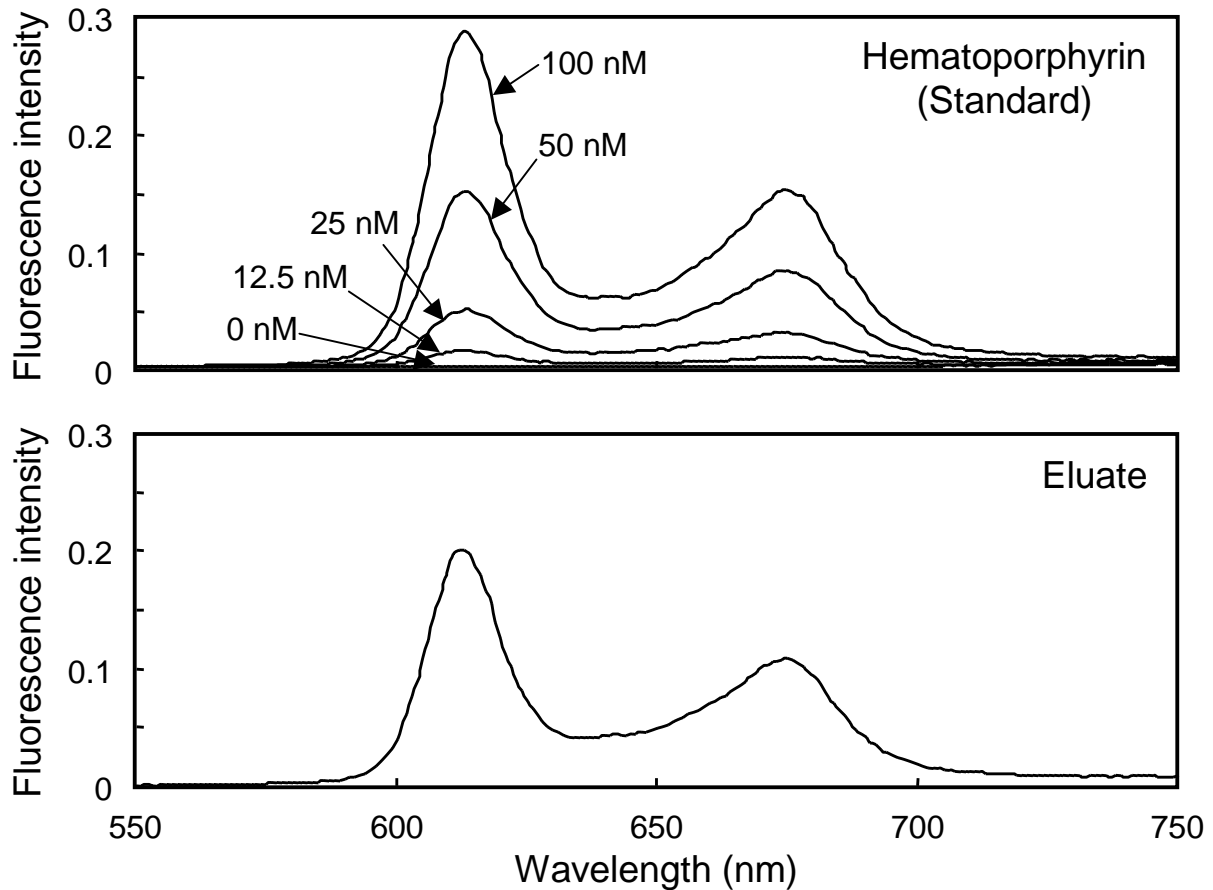 Fluorescence intensity
0.3
0.2
0.1
0
Hematoporphyrin
(Standard)
100 nM
50 nM
25 nM
12.5 nM
0 nM
Fluorescence intensity
0.3
0.2
0.1
0
Eluate
550 600 650 700 750
Wavelength (nm)